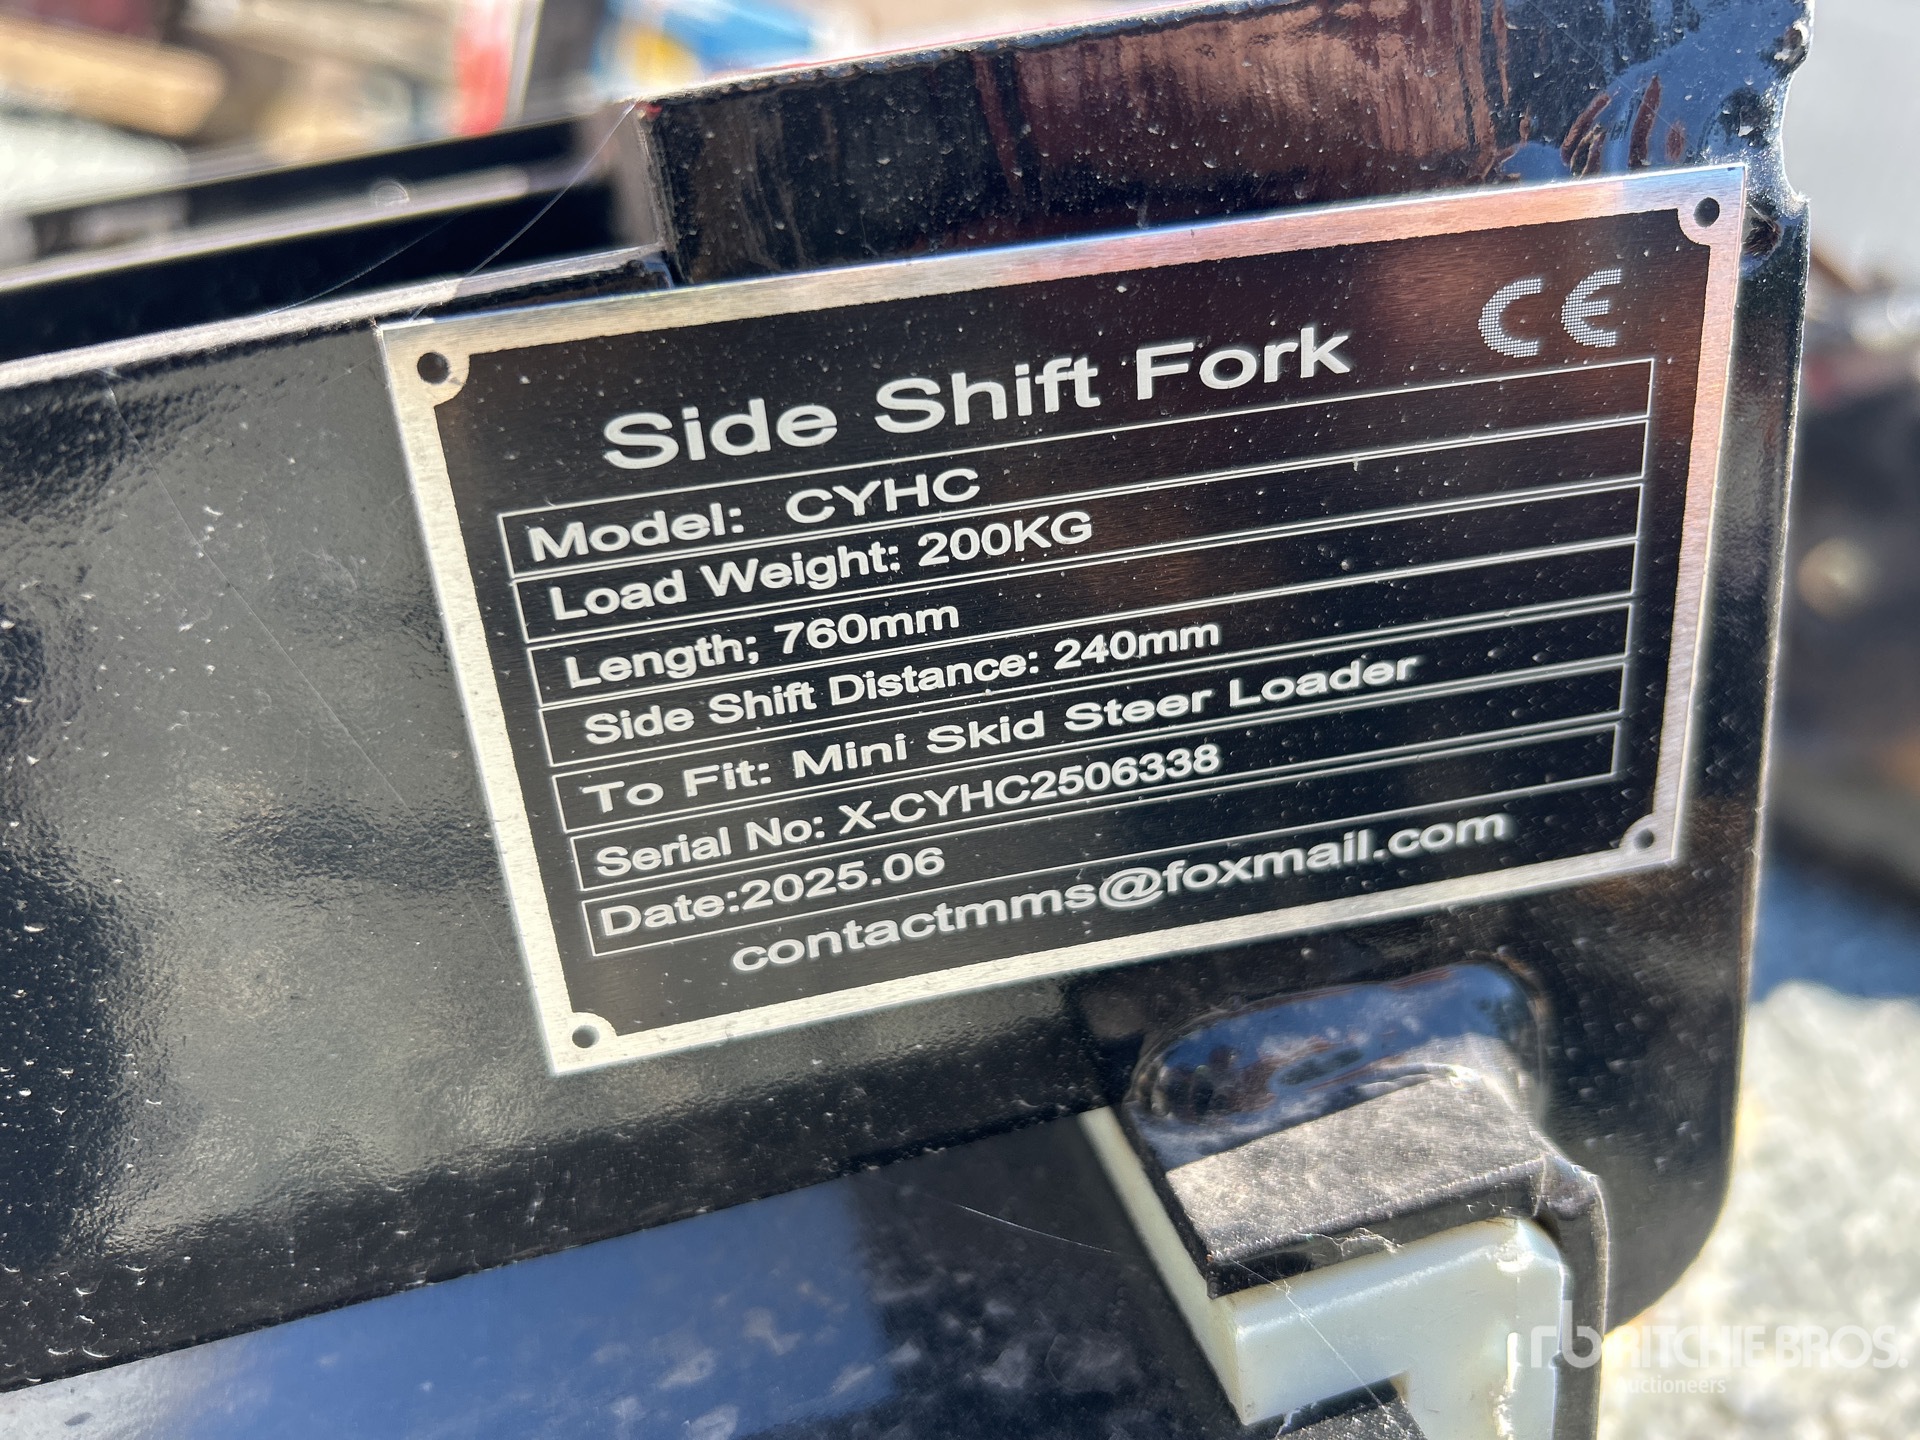 CE
Side Shift Fork
Model: CYHC
Load Weight: 200KG
Length; 760mm
Side Shift Distance: 240mm
To Fit: Mini Skid Steer Loader
Serial No: X-CYHC2506338
Date:2025.06
contactmms@foxmail.com
rb RITCHIE BROS.
Auctioneers